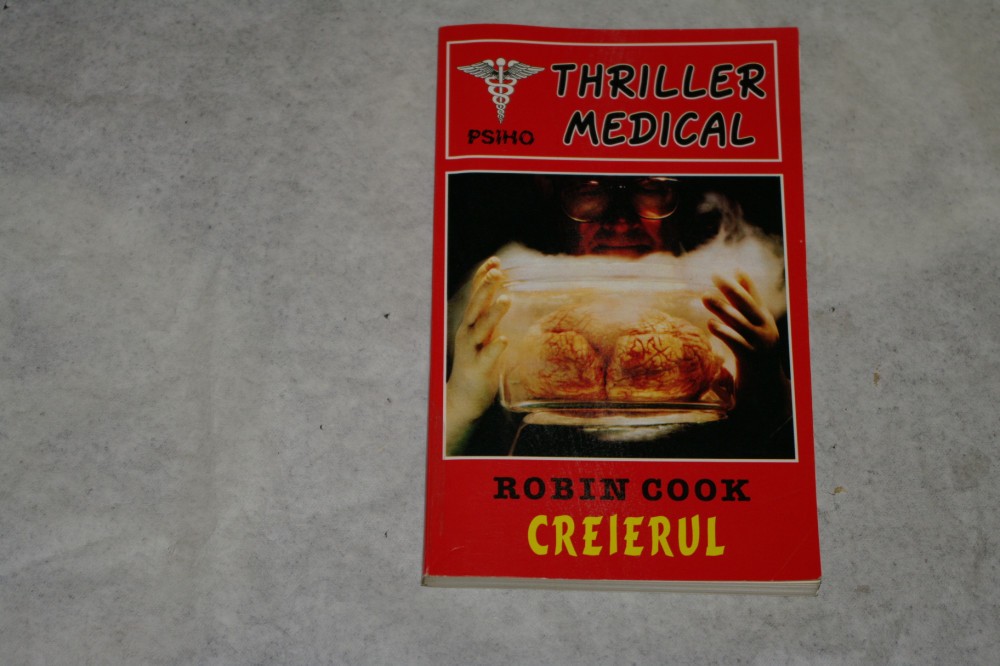 THRILLER
MEDICAL
PSIHO
ROBIN COOK
CREIERUL